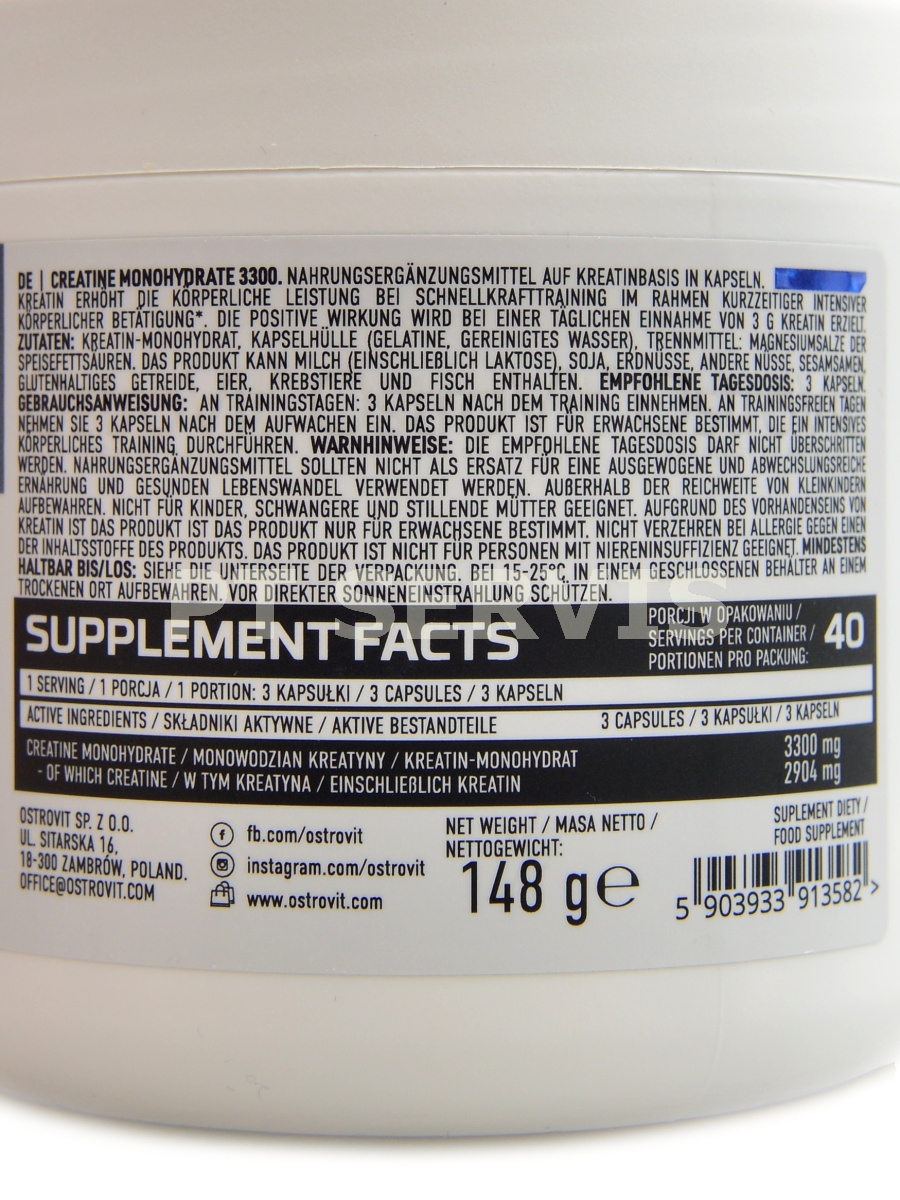 DE | CREATINE MONOHYDRATE 3300. NAHRUNGSERGÄNZUNGSMITTEL AUF KREATINBASIS IN KAPSELN.
KREATIN ERHÖHT DIE KÖRPERLICHE LEISTUNG BEI SCHNELLKRAFTTRAINING IM RAHMEN KURZZEITIGER INTENSIVER
KÖRPERLICHER BETÄTIGUNG*. DIE POSITIVE WIRKUNG WIRD BEI EINER TÄGLICHEN EINNAHME VON 3 G KREATIN ERZIELT.
ZUTATEN: KREATIN-MONOHYDRAT, KAPSELHÜLLE (GELATINE, GEREINIGTES WASSER), TRENNMITTEL: MAGNESIUMSALZE DER
SPEISEFETTSÄUREN. DAS PRODUKT KANN MILCH (EINSCHLIEßLICH LAKTOSE), SOJA, ERDNÜSSE, ANDERE NÜSSE, SESAMSAMEN,
GLUTENHALTIGES GETREIDE, EIER, KREBSTIERE UND FISCH ENTHALTEN. EMPFOHLENE TAGESDOSIS: 3 KAPSELN.
GEBRAUCHSANWEISUNG: AN TRAININGSTAGEN: 3 KAPSELN NACH DEM TRAINING EINNEHMEN. AN TRAININGSFREIEN TAGEN
NEHMEN SIE 3 KAPSELN NACH DEM AUFWACHEN EIN. DAS PRODUKT IST FÜR ERWACHSENE BESTIMMT, DIE EIN INTENSIVES
KÖRPERLICHES TRAINING DURCHFÜHREN. WARNHINWEISE: DIE EMPFOHLENE TAGESDOSIS DARF NICHT ÜBERSCHRITTEN
WERDEN. NAHRUNGSERGÄNZUNGSMITTEL SOLLTEN NICHT ALS ERSATZ FÜR EINE AUSGEWOGENE UND ABWECHSLUNGSREICHE
ERNÄHRUNG UND GESUNDEN LEBENSWANDEL VERWENDET WERDEN. AUßERHALB DER REICHWEITE VON KLEINKINDERN
AUFBEWAHREN. NICHT FÜR KINDER, SCHWANGERE UND STILLENDE MÜTTER GEEIGNET. AUFGRUND DES VORHANDENSEINS VON
KREATIN IST DAS PRODUKT IST DAS PRODUKT NUR FÜR ERWACHSENE BESTIMMT. NICHT VERZEHREN BEI ALLERGIE GEGEN EINEN
DER INHALTSSTOFFE DES PRODUKTS. DAS PRODUKT IST NICHT FÜR PERSONEN MIT NIERENINSUFFIZIENZ GEEIGNET. MINDESTENS
HALTBAR BIS/LOS: SIEHE DIE UNTERSEITE DER VERPACKUNG. BEI 15-25°C IN EINEM GESCHLOSSENEN BEHÄLTER AN EINEM
TROCKENEN ORT AUFBEWAHREN. VOR DIREKTER SONNENEINSTRAHLUNG SCHÜTZEN.
PI SERVIS
SUPPLEMENT FACTS
PORCJI W OPAKOWANIU /
SERVINGS PER CONTAINER /
PORTIONEN PRO PACKUNG:
40
1 SERVING / 1 PORCJA / 1 PORTION: 3 KAPSUŁKI / 3 CAPSULES / 3 KAPSELN
ACTIVE INGREDIENTS / SKŁADNIKI AKTYWNE / AKTIVE BESTANDTEILE 3 CAPSULES / 3 KAPSUŁKI / 3 KAPSELN
CREATINE MONOHYDRATE / MONOWODZIAN KREATYNY / KREATIN-MONOHYDRAT 3300 mg
- OF WHICH CREATINE / W TYM KREATYNA / EINSCHLIEßLICH KREATIN 2904 mg
OSTROVIT SP. Z O.O.
UL. SITARSKA 16,
18-300 ZAMBRÓW, POLAND.
OFFICE@OSTROVIT.COM
fb.com/ostrovit
instagram.com/ostrovit
www.ostrovit.com
NET WEIGHT / MASA NETTO /
NETTOGEWICHT:
148 g e
SUPLEMENT DIETY /
FOOD SUPPLEMENT
5 903933 913582 >